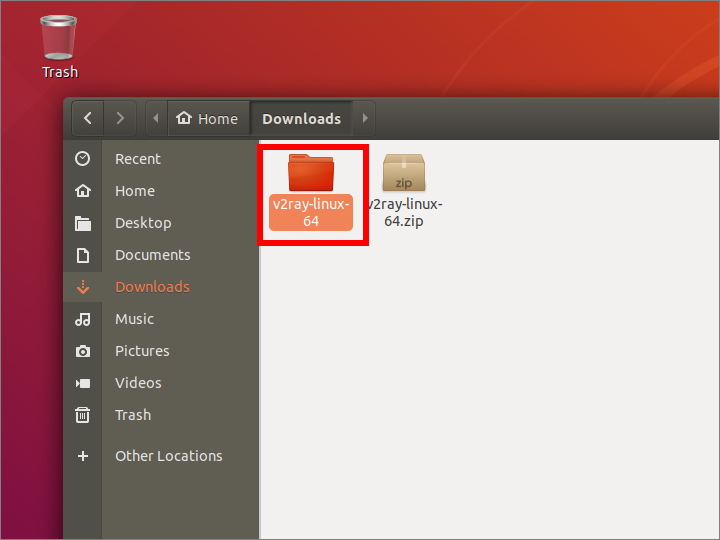 Trash
Home
Downloads
Recent
Home
Desktop
Documents
Downloads
Music
Pictures
Videos
Trash
Other Locations
v2ray-linux-
64
zip
v2ray-linux-
64.zip